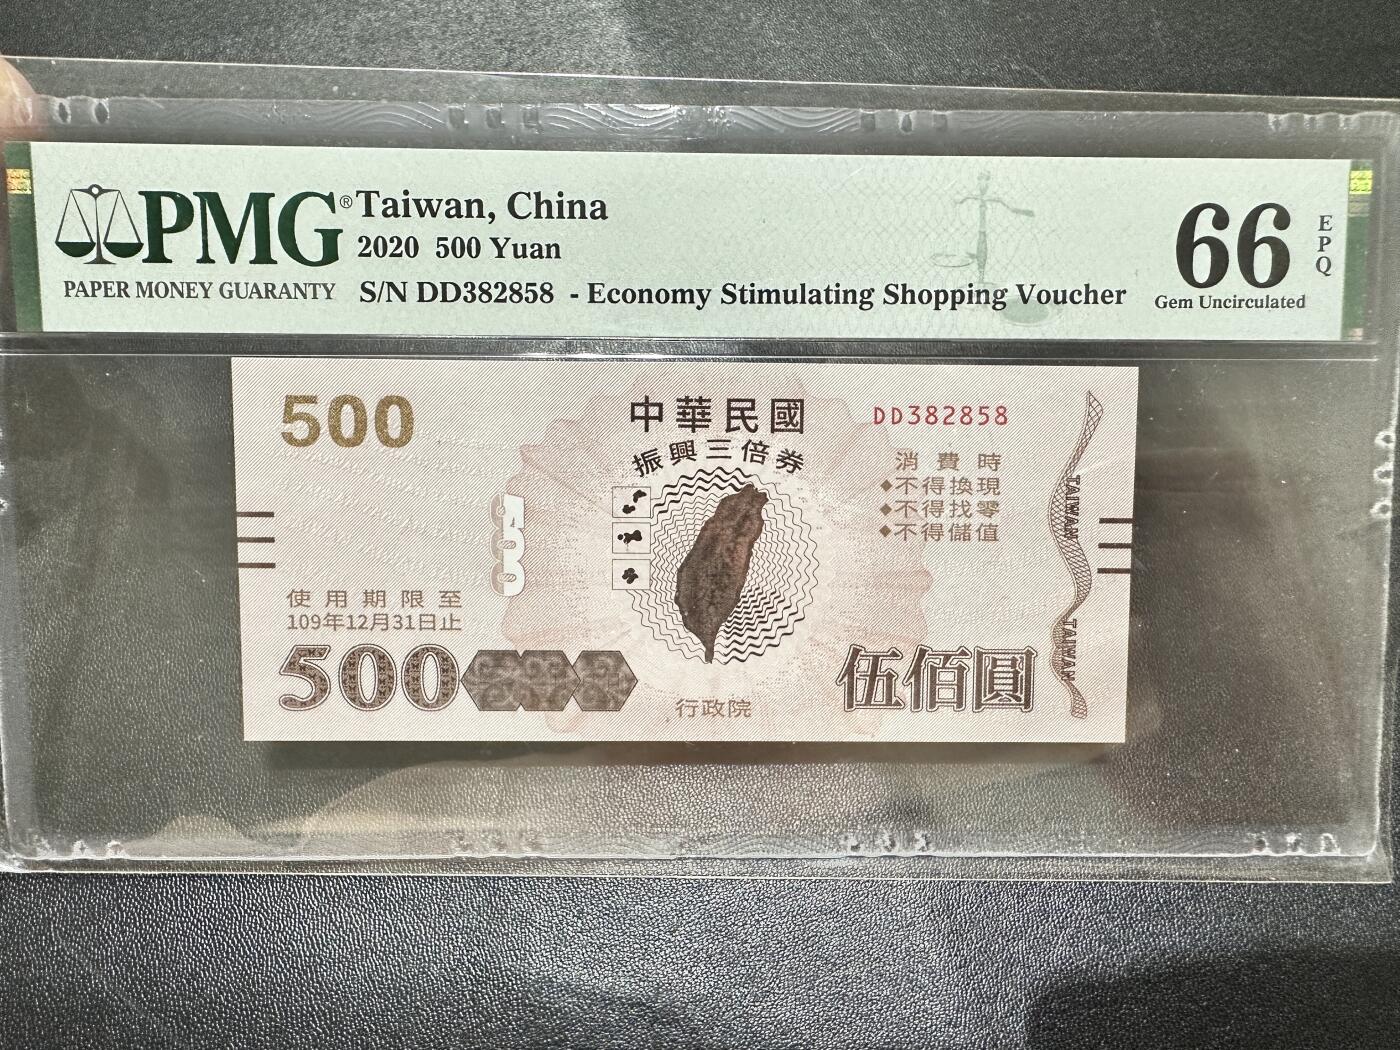 PMG® Taiwan, China
2020 500 Yuan
PAPER MONEY GUARANTY
S/N DD382858 - Economy Stimulating Shopping Voucher
66 EPQ
Gem Uncirculated
500
中華民國
振興三倍券
DD382858
消費時
◆不得換現
◆不得找零
◆不得儲值
TAIWAN
TAIWAN
500
使用期限至
109年12月31日止
500
行政院
伍佰圓